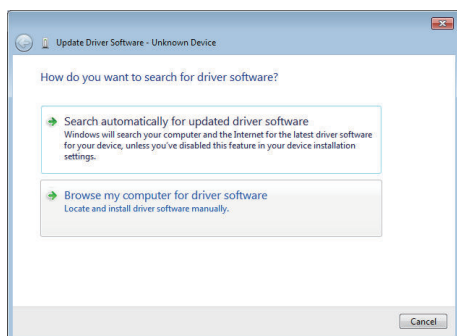 Update Driver Software - Unknown Device
How do you want to search for driver software?
Search automatically for updated driver software
Windows will search your computer and the Internet for the latest driver software
for your device, unless you've disabled this feature in your device installation
settings.
Browse my computer for driver software
Locate and install driver software manually.
Cancel